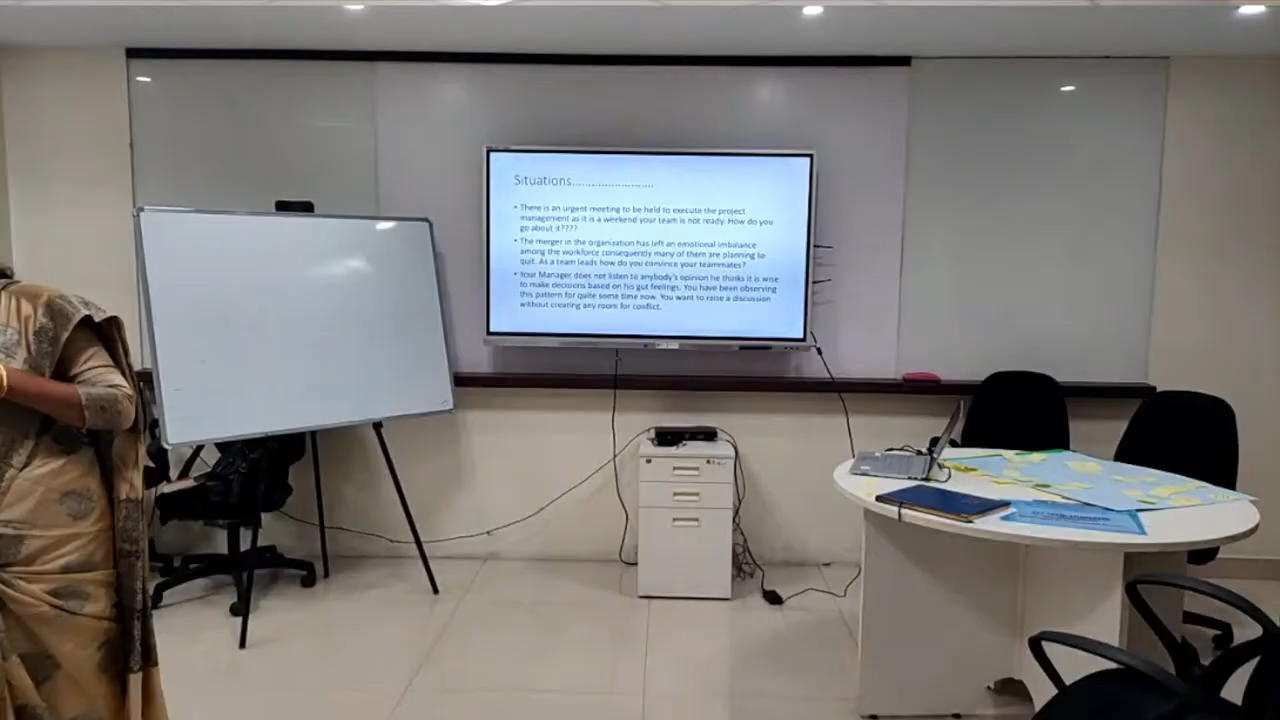 Situations.........................
• There is an urgent meeting to be held to execute the project
management as it is a weekend your team is not ready. How do you
go about it????
• The merger in the organization has left an emotional imbalance
among the workforce consequently many of them are planning to
quit. As a team leads how do you convince your teammates?
• Your Manager does not listen to anybody's opinion he thinks it is wise
to make decisions based on his gut feelings. You have been observing
this pattern for quite some time now. You want to raise a discussion
without creating any room for conflict.